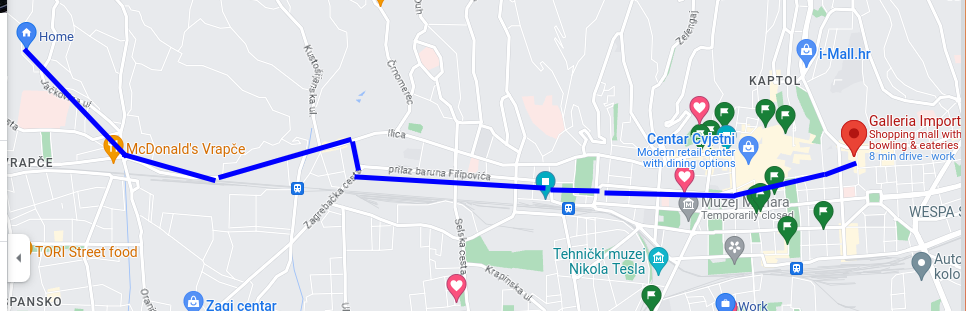 Home
Jačkovina ul
Kustošijanska ul.
Črnomerec
Zelengaj
i-Mall.hr
KAPTOL
McDonald's Vrapče
VRAPČE
Ilica
prilaz baruna Filipovića
Zagrebačka cesta
Centar Cvjetni
Modern retail center
with dining options
Galleria Import
Shopping mall with
bowling & eateries
8 min drive - work
Temporarily closed
WESPA S
Selska cesta
Krapinska ul.
Tehnički muzej
Nikola Tesla
TORI Street food
ŠPANSKO
Zagi centar
Work
Auto
kolo